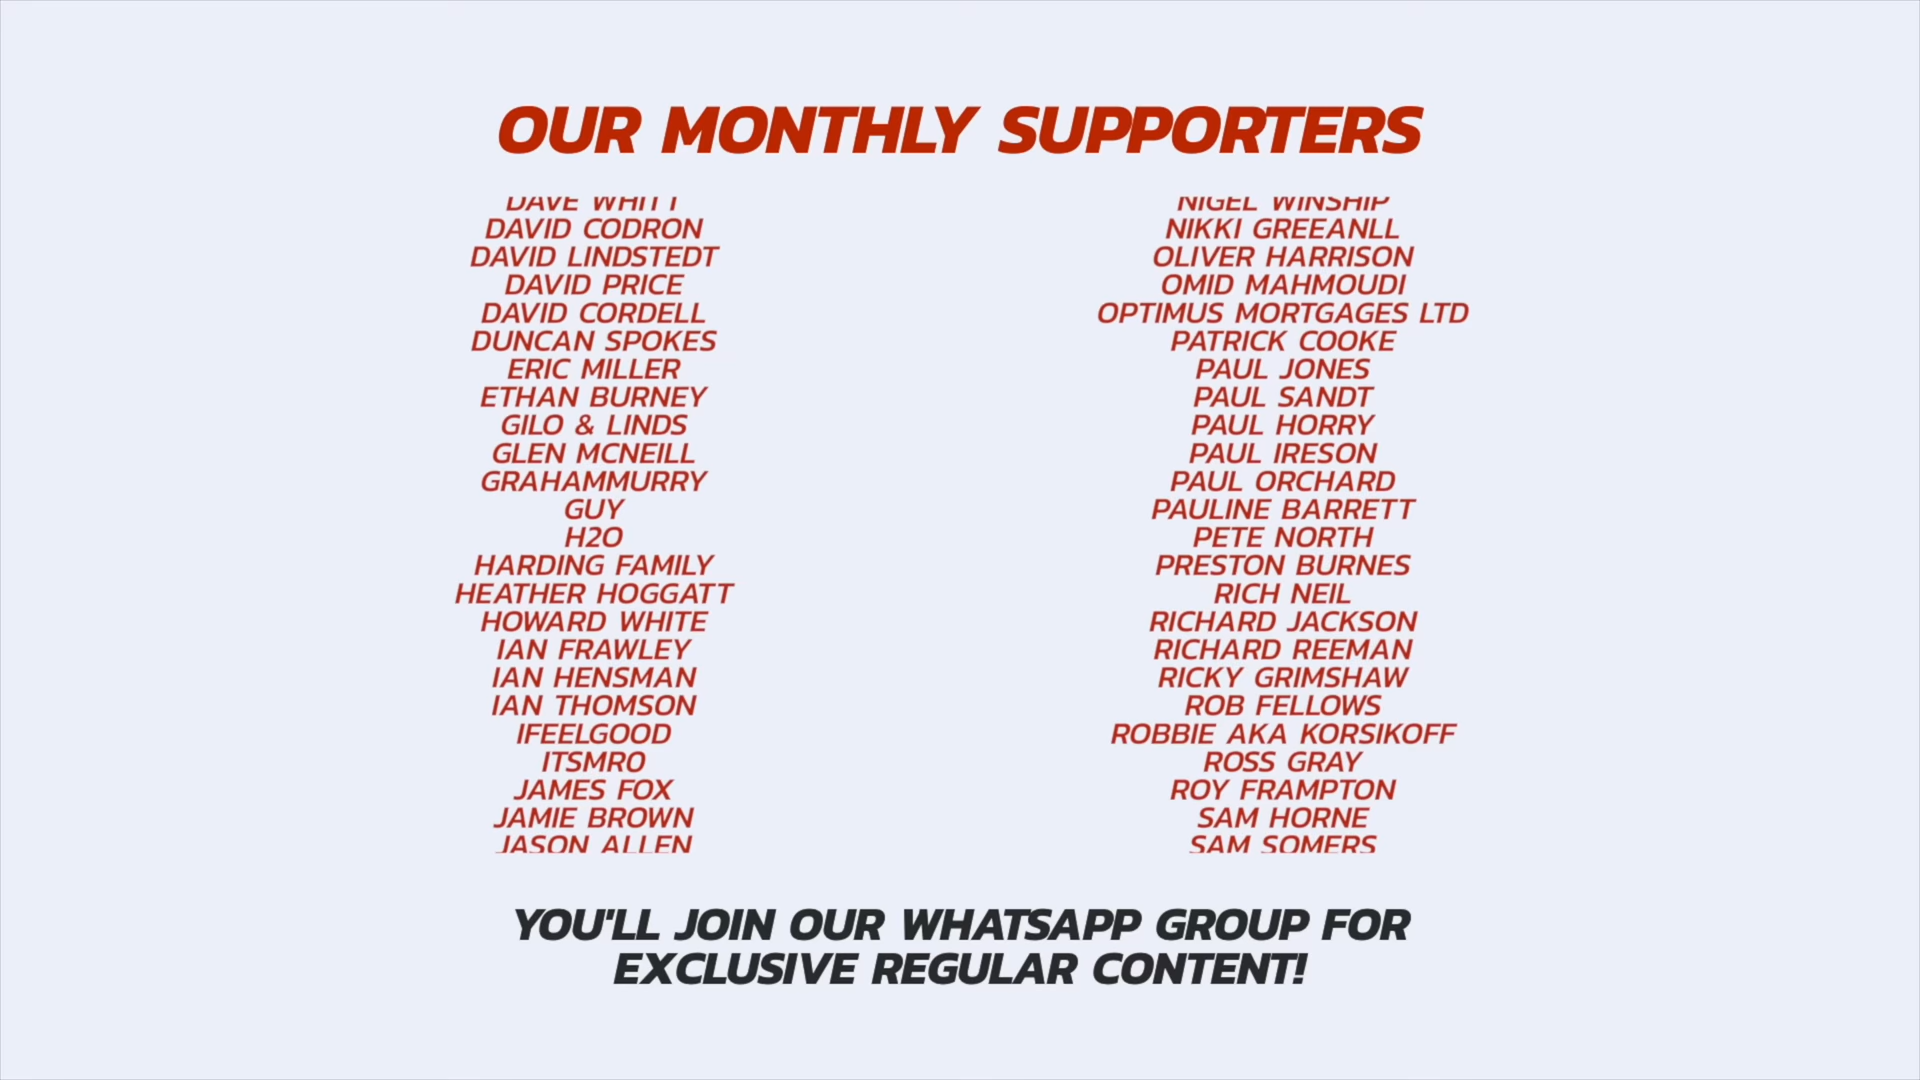 OUR MONTHLY SUPPORTERS
DAVE WHITT
DAVID CODRON
DAVID LINDSTEDT
DAVID PRICE
DAVID CORDELL
DUNCAN SPOKES
ERIC MILLER
ETHAN BURNEY
GILO & LINDS
GLEN MCNEILL
GRAHAMMURRY
GUY
H2O
HARDING FAMILY
HEATHER HOGGATT
HOWARD WHITE
IAN FRAWLEY
IAN HENSMAN
IAN THOMSON
IFEELGOOD
ITSMR0
JAMES FOX
JAMIE BROWN
JASON ALLEN
NIGEL WINSHIP
NIKKI GREEANLL
OLIVER HARRISON
OMID MAHMOUDI
OPTIMUS MORTGAGES LTD
PATRICK COOKE
PAUL JONES
PAUL SANDT
PAUL HORRY
PAUL IRESON
PAUL ORCHARD
PAULINE BARRETT
PETE NORTH
PRESTON BURNES
RICH NEIL
RICHARD JACKSON
RICHARD REEMAN
RICKY GRIMSHAW
ROB FELLOWS
ROBBIE AKA KORSIKOFF
ROSS GRAY
ROY FRAMPTON
SAM HORNE
SAM SOMERS
YOU'LL JOIN OUR WHATSAPP GROUP FOR
EXCLUSIVE REGULAR CONTENT!